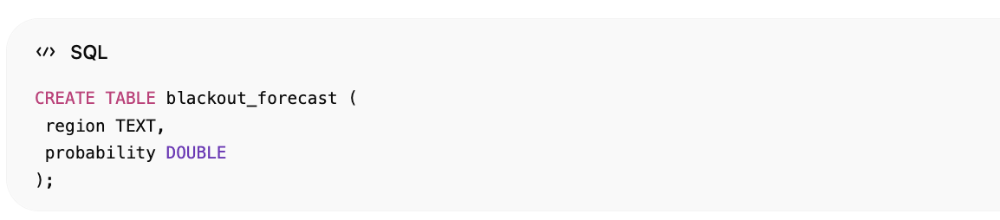 SQL
CREATE TABLE blackout_forecast (
 region TEXT,
 probability DOUBLE
);